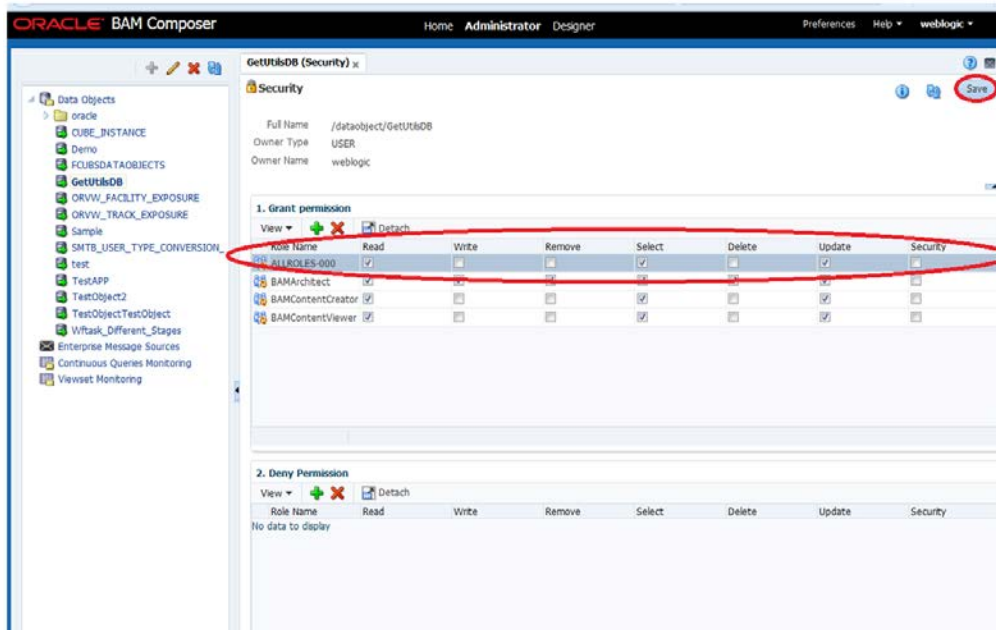 ORACLE BAM Composer
Home Administrator Designer
Preferences Help weblogic
Data Objects
oracle
CUBE_INSTANCE
Demo
FCUBSDATAOBJECTS
GetUtilsDB
ORVW_FACILITY_EXPOSURE
ORVW_TRACK_EXPOSURE
Sample
SMTB_USER_TYPE_CONVERSION_
test
TestAPP
TestObject2
TestObjectTestObject
Wftask_Different_Stages
Enterprise Message Sources
Continuous Queries Monitoring
Viewset Monitoring
GetUtilsDB (Security)
Security
Save
Full Name /dataobject/GetUtilsDB
Owner Type USER
Owner Name weblogic
1. Grant permission
View Detach
Role Name Read Write Remove Select Delete Update Security
ALLROLES-000
BAMArchitect
BAMContentCreator
BAMContentViewer
2. Deny Permission
View Detach
Role Name Read Write Remove Select Delete Update Security
No data to display